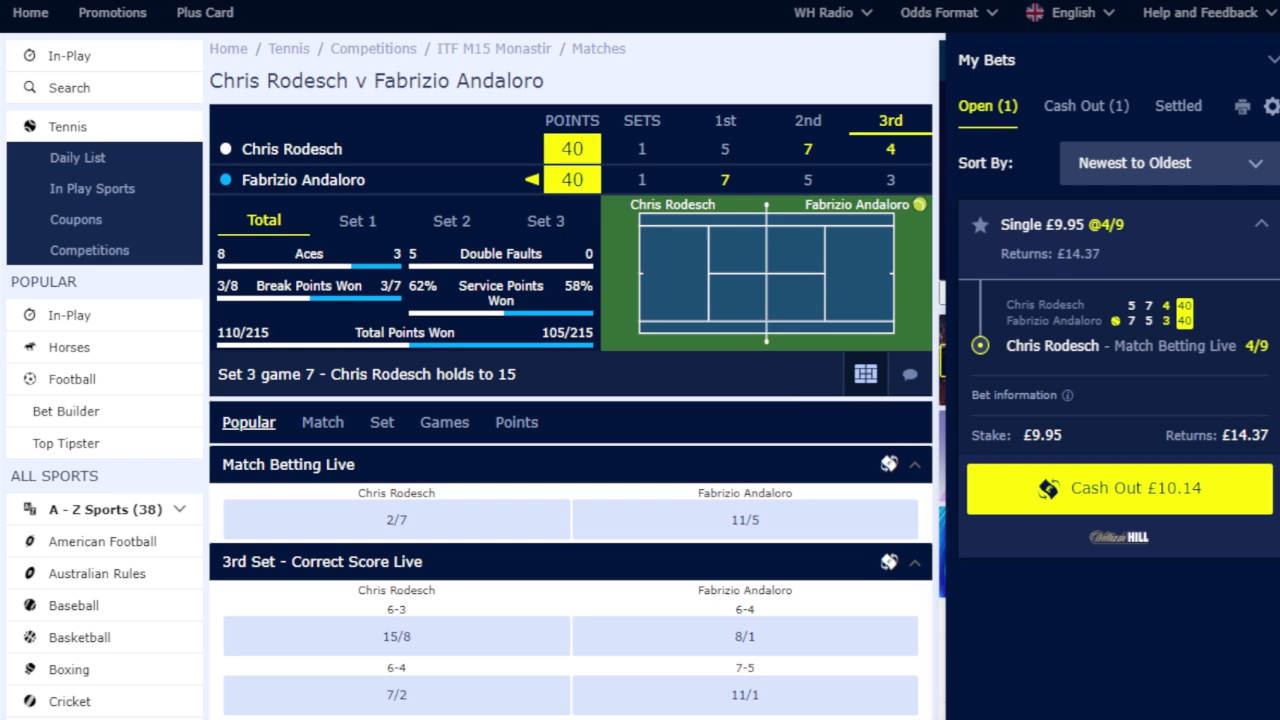 Home Promotions Plus Card WH Radio Odds Format English Help and Feedback
In-Play
Search
Tennis
Daily List
In Play Sports
Coupons
Competitions
POPULAR
In-Play
Horses
Football
Bet Builder
Top Tipster
ALL SPORTS
A - Z Sports (38)
American Football
Australian Rules
Baseball
Basketball
Boxing
Cricket
Home / Tennis / Competitions / ITF M15 Monastir / Matches
Chris Rodesch v Fabrizio Andaloro
POINTS SETS 1st 2nd 3rd
Chris Rodesch 40 1 5 7 4
Fabrizio Andaloro 40 1 7 5 3
Total Set 1 Set 2 Set 3
8 Aces 3 5 Double Faults 0
3/8 Break Points Won 3/7 62% Service Points Won 58%
110/215 Total Points Won 105/215
Chris Rodesch Fabrizio Andaloro
Set 3 game 7 - Chris Rodesch holds to 15
Popular Match Set Games Points
Match Betting Live
Chris Rodesch Fabrizio Andaloro
2/7 11/5
3rd Set - Correct Score Live
Chris Rodesch Fabrizio Andaloro
6-3 6-4
15/8 8/1
6-4 7-5
7/2 11/1
My Bets
Open (1) Cash Out (1) Settled
Sort By: Newest to Oldest
Single £9.95 @4/9
Returns: £14.37
Chris Rodesch 5 7 4 40
Fabrizio Andaloro 7 5 3 40
Chris Rodesch - Match Betting Live 4/9
Bet information
Stake: £9.95 Returns: £14.37
Cash Out £10.14
William HILL